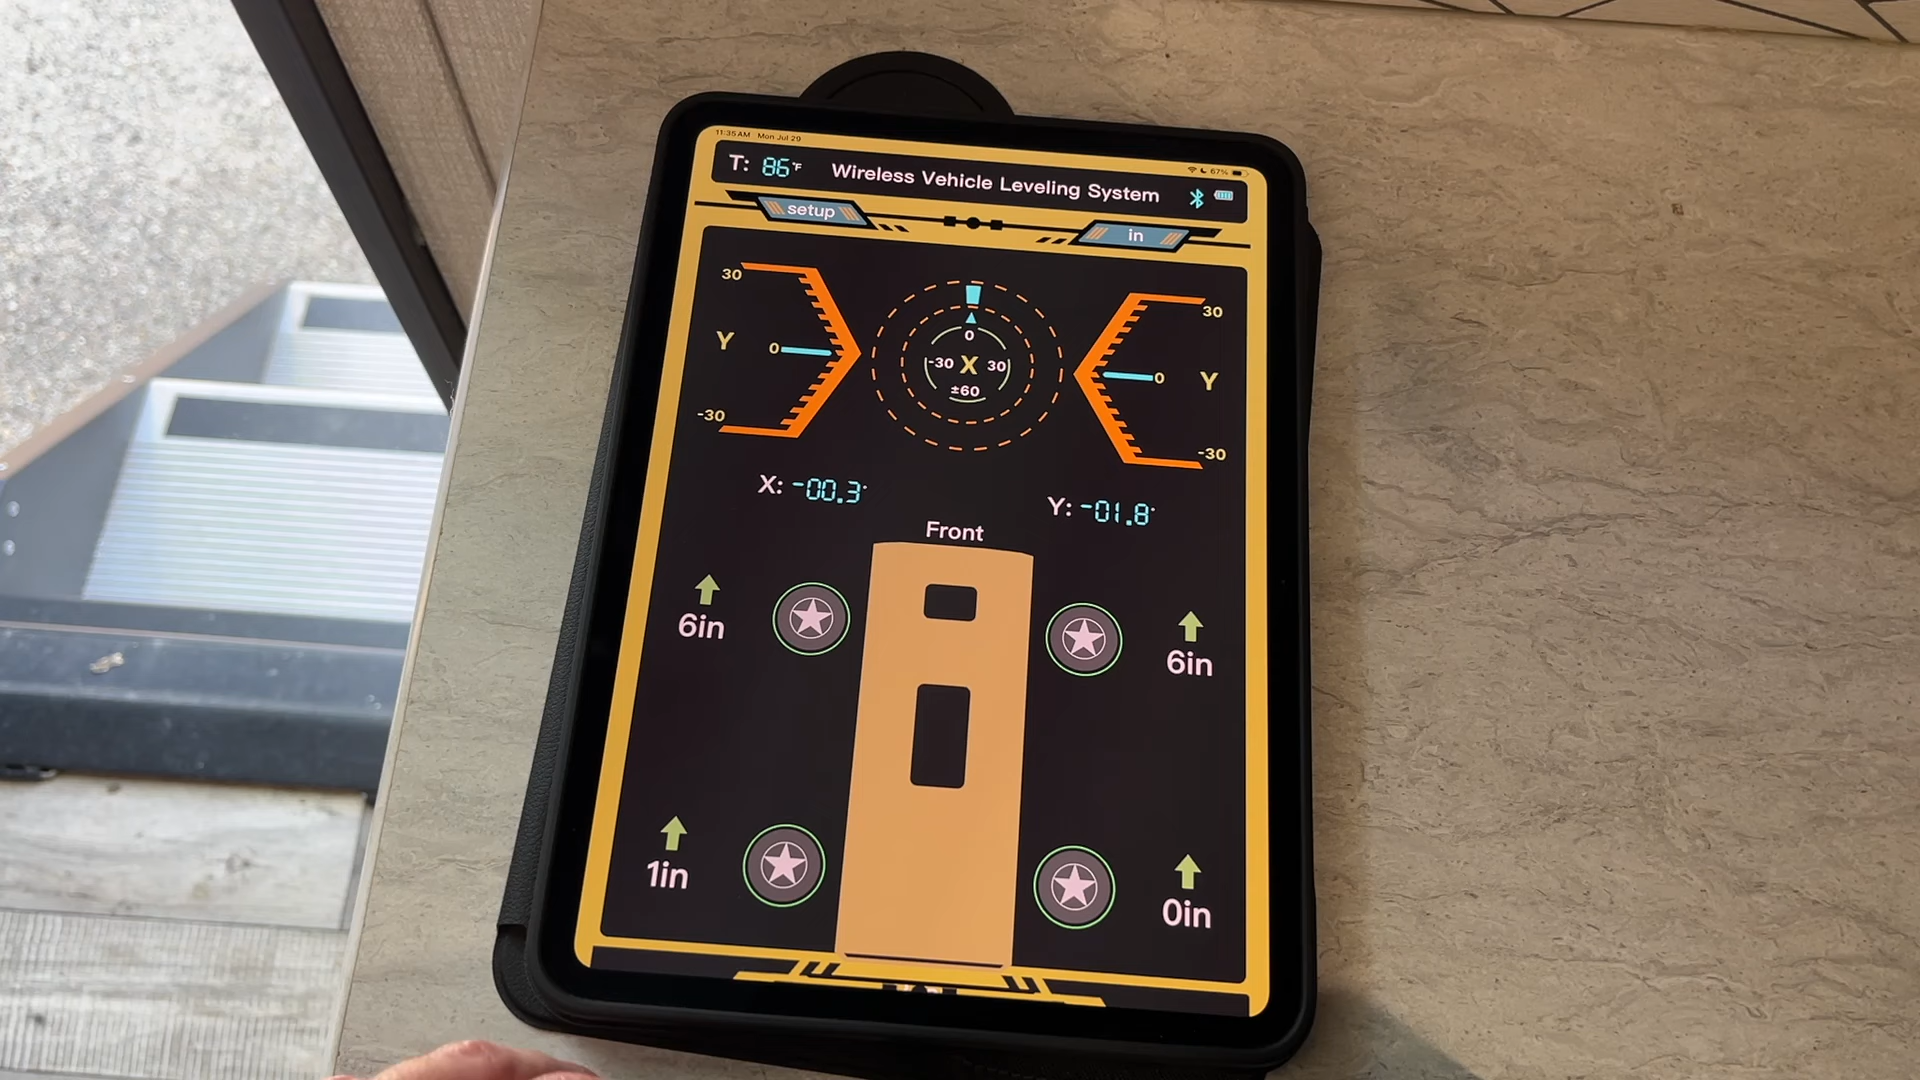 11:35 AM Mon Jul 29
67%
T: 86°F Wireless Vehicle Leveling System
setup
in
30
30
Y 0
0
0 Y
-30 X 30
±60
-30
-30
X: -00.3°
Y: -01.8°
Front
6in
6in
1in
0in